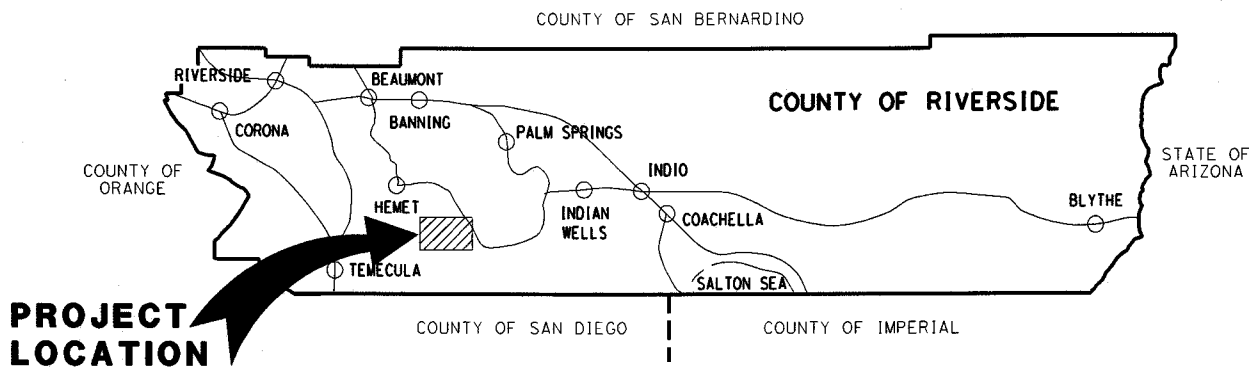 COUNTY OF SAN BERNARDINO
RIVERSIDE
BEAUMONT
COUNTY OF RIVERSIDE
CORONA
BANNING
PALM SPRINGS
COUNTY OF
ORANGE
STATE OF
ARIZONA
INDIO
BLYTHE
HEMET
INDIAN
WELLS
COACHELLA
TEMECULA
SALTON SEA
PROJECT
LOCATION
COUNTY OF SAN DIEGO
COUNTY OF IMPERIAL